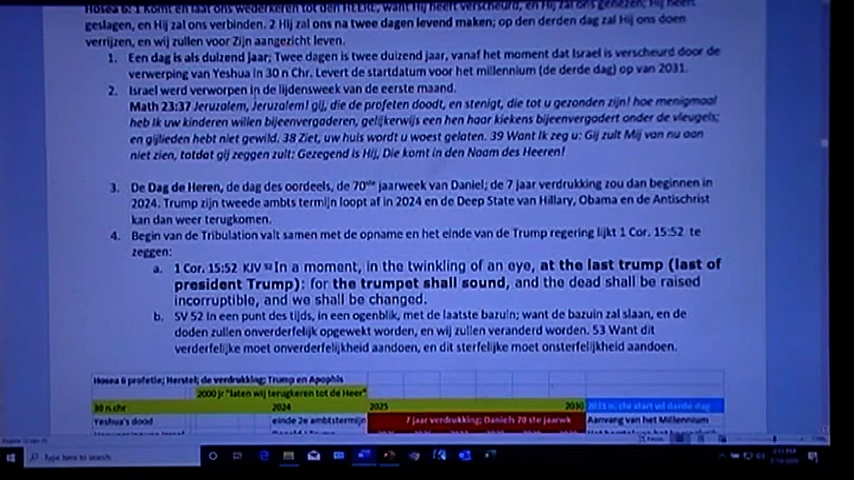 Hosea 6: 1 Komt en laat ons wederkeren tot den HEERE, want Hij heeft verscheurd, en Hij zal ons genezen; Hij heeft
geslagen, en Hij zal ons verbinden. 2 Hij zal ons na twee dagen levend maken; op den derden dag zal Hij ons doen
verrijzen, en wij zullen voor Zijn aangezicht leven.
1. Een dag is als duizend jaar; Twee dagen is twee duizend jaar, vanaf het moment dat Israel is verscheurd door de
verwerping van Yeshua in 30 n Chr. Levert de startdatum voor het millennium (de derde dag) op van 2031.
2. Israel werd verworpen in de lijdensweek van de eerste maand.
Math 23:37 Jeruzalem, Jeruzalem! gij, die de profeten doodt, en stenigt, die tot u gezonden zijn! hoe menigmaal
heb Ik uw kinderen willen bijeenvergaderen, gelijkerwijs een hen haar kiekens bijeenvergadert onder de vleugels;
en gijlieden hebt niet gewild. 38 Ziet, uw huis wordt u woest gelaten. 39 Want Ik zeg u: Gij zult Mij van nu aan
niet zien, totdat gij zeggen zult: Gezegend is Hij, Die komt in den Naam des Heeren!
3. De Dag de Heren, de dag des oordeels, de 70ste jaarweek van Daniel; de 7 jaar verdrukking zou dan beginnen in
2024. Trump zijn tweede ambts termijn loopt af in 2024 en de Deep State van Hillary, Obama en de Antischrist
kan dan weer terugkomen.
4. Begin van de Tribulation valt samen met de opname en het einde van de Trump regering lijkt 1 Cor. 15:52 te
zeggen:
a. 1 Cor. 15:52 KJV 52 In a moment, in the twinkling of an eye, at the last trump (last of
president Trump): for the trumpet shall sound, and the dead shall be raised
incorruptible, and we shall be changed.
b. SV 52 In een punt des tijds, in een ogenblik, met de laatste bazuin; want de bazuin zal slaan, en de
doden zullen onverderfelijk opgewekt worden, en wij zullen veranderd worden. 53 Want dit
verderfelijke moet onverderfelijkheid aandoen, en dit sterfelijke moet onsterfelijkheid aandoen.
Hosea 6 profetie; Herstel; de verdrukking; Trump en Apophis
2000 jr "laten wij terugkeren tot de Heer"
30 n.chr 2024 2025 2030 2031 n. chr start vd derde dag
Yeshua's dood einde 2e ambtstermijn 7 jaar verdrukking; Daniels 70 ste jaarwk Aanvang van het Millennium
Type here to search